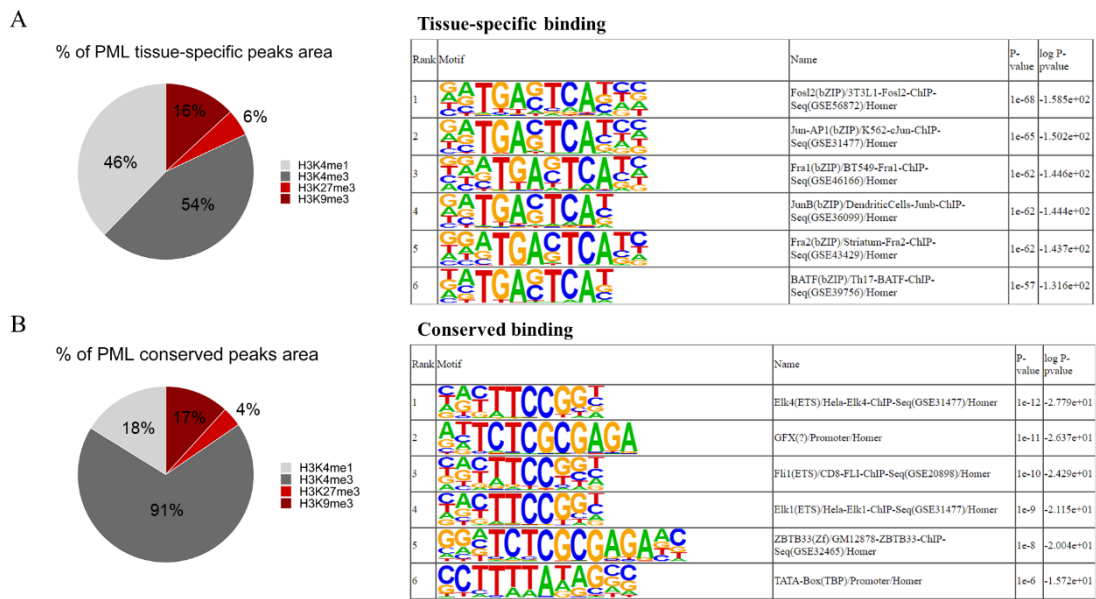 A
% of PML tissue-specific peaks area
16%
6%
46%
54%
H3K4me1
H3K4me3
H3K27me3
H3K9me3
Tissue-specific binding
Rank Motif Name P-value log P-pvalue
1 Fosl2(bZIP)/3T3L1-Fosl2-ChIP-Seq(GSE56872)/Homer 1e-68 -1.585e+02
2 Jun-AP1(bZIP)/K562-cJun-ChIP-Seq(GSE31477)/Homer 1e-65 -1.502e+02
3 Fra1(bZIP)/BT549-Fra1-ChIP-Seq(GSE46166)/Homer 1e-62 -1.446e+02
4 JunB(bZIP)/DendriticCells-Junb-ChIP-Seq(GSE36099)/Homer 1e-62 -1.444e+02
5 Fra2(bZIP)/Striatum-Fra2-ChIP-Seq(GSE43429)/Homer 1e-62 -1.437e+02
6 BATF(bZIP)/Th17-BATF-ChIP-Seq(GSE39756)/Homer 1e-57 -1.316e+02
B
% of PML conserved peaks area
17%
4%
18%
91%
H3K4me1
H3K4me3
H3K27me3
H3K9me3
Conserved binding
Rank Motif Name P-value log P-pvalue
1 Elk4(ETS)/Hela-Elk4-ChIP-Seq(GSE31477)/Homer 1e-12 -2.779e+01
2 GFX(?)/Promoter/Homer 1e-11 -2.637e+01
3 Fli1(ETS)/CD8-FLI-ChIP-Seq(GSE20898)/Homer 1e-10 -2.429e+01
4 Elk1(ETS)/Hela-Elk1-ChIP-Seq(GSE31477)/Homer 1e-9 -2.115e+01
5 ZBTB33(Zf)/GM12878-ZBTB33-ChIP-Seq(GSE32465)/Homer 1e-8 -2.004e+01
6 TATA-Box(TBP)/Promoter/Homer 1e-6 -1.572e+01